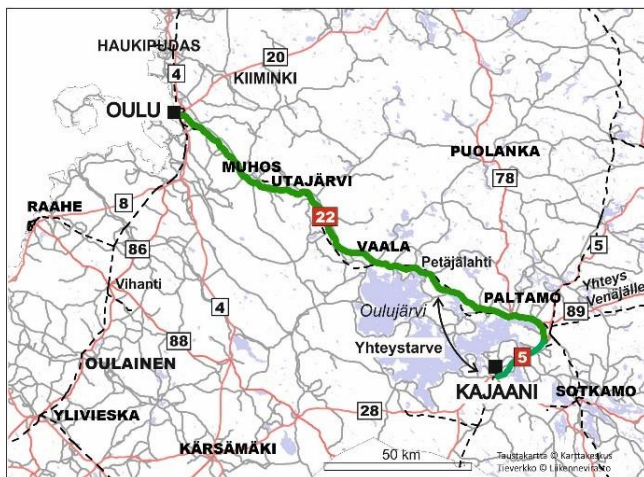 HAUKIPUDAS
20
4
KIIMINKI
OULU
PUOLANKA
MUHOS
UTAJÄRVI
78
RAAHE
8
22
86
VAALA
5
Petäjälahti
Vihanti
Yhteys
Venäjälle
PALTAMO
89
4
Oulujärvi
88
Yhteystarve
5
OULAINEN
KAJAANI
SOTKAMO
YLIVIESKA
28
KÄRSÄMÄKI
50 km
Taustakartta © Karttakeskus
Tieverkko © Liikennevirasto